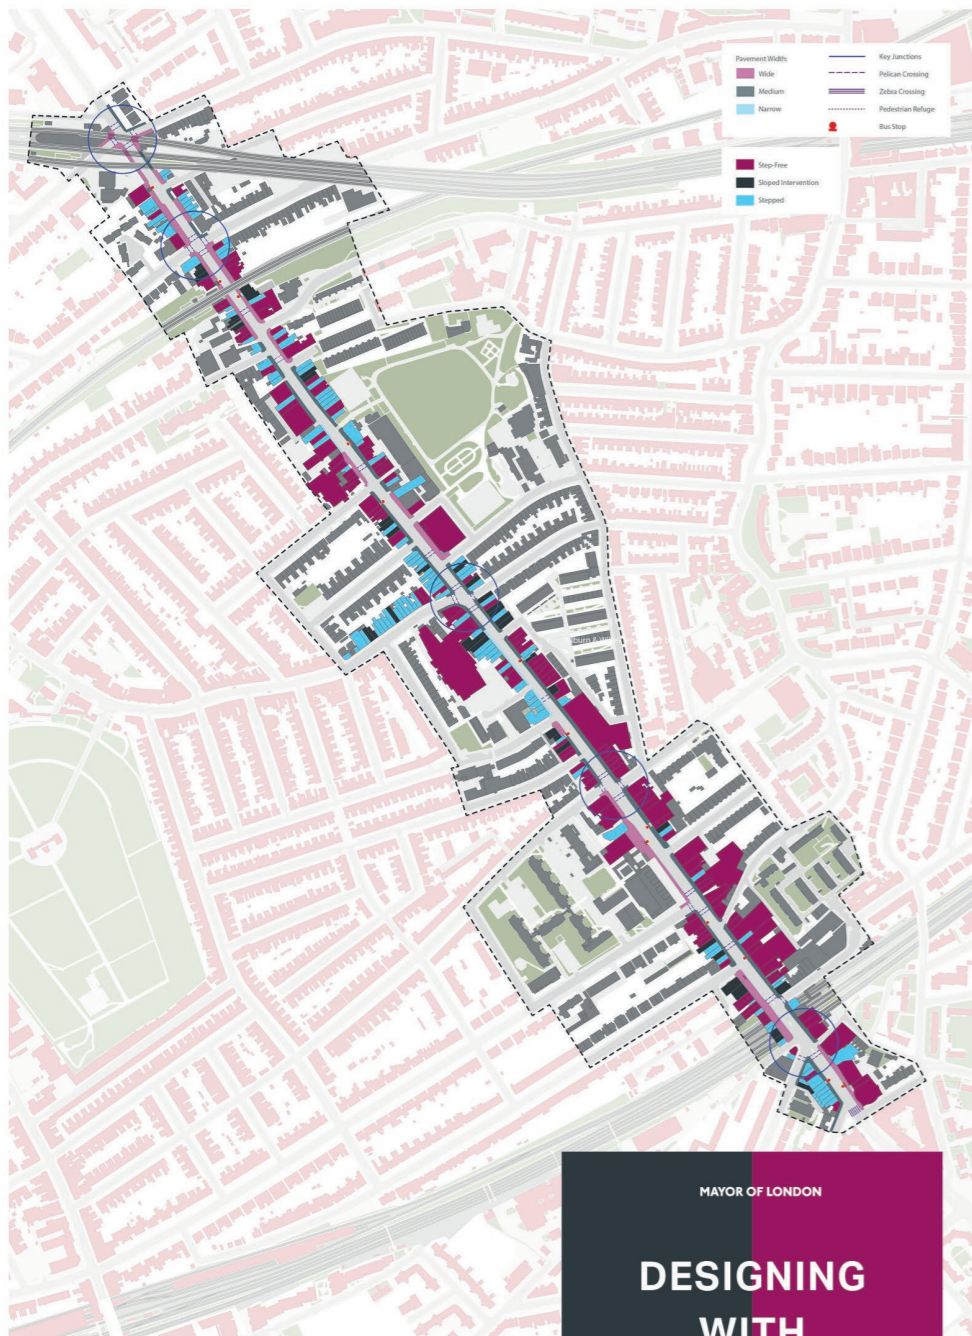 Pavement Width:
Wide
Medium
Narrow
Key Junctions
Pelican Crossing
Zebra Crossing
Pedestrian Refuge
Bus Stop
Step-Free
Sloped Intervention
Stepped
MAYOR OF LONDON
DESIGNING
WITH